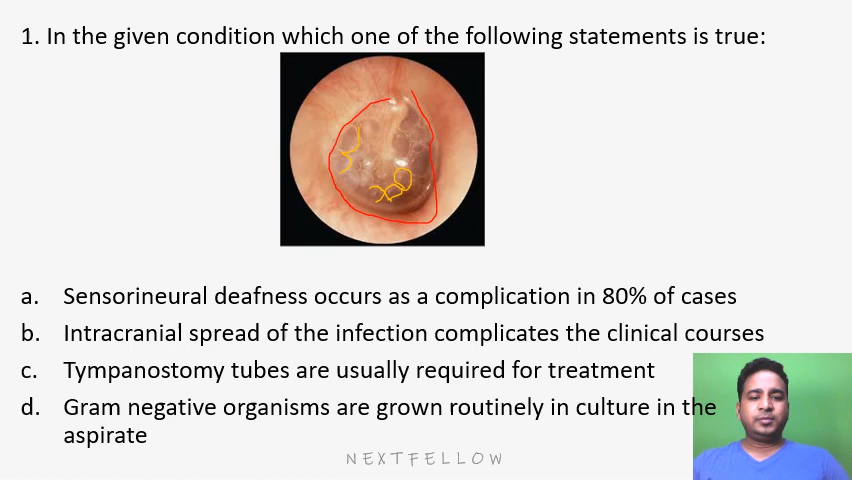 1. In the given condition which one of the following statements is true:
a. Sensorineural deafness occurs as a complication in 80% of cases
b. Intracranial spread of the infection complicates the clinical courses
c. Tympanostomy tubes are usually required for treatment
d. Gram negative organisms are grown routinely in culture in the
aspirate
NEXTFELLOW